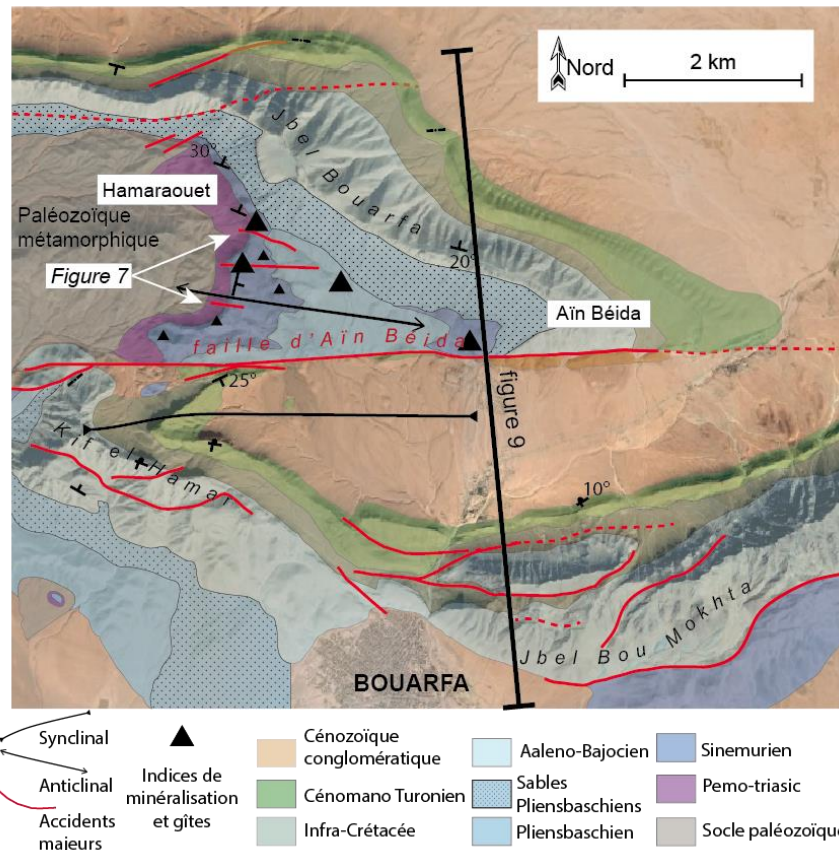 Nord
2 km
Jbel Bouarfa
30°
Hamaraouet
Paléozoïque
métamorphique
Figure 7
20°
Aïn Béida
faille d'Aïn Béida
25°
figure 9
Kif el Hamar
10°
Jbel Bou Mokhta
BOUARFA
Synclinal
Anticlinal
Accidents
majeurs
Indices de
minéralisation
et gîtes
Cénozoïque
conglomératique
Cénomano Turonien
Infra-Crétacée
Aaleno-Bajocien
Sables
Pliensbaschiens
Pliensbaschien
Sinemurien
Pemo-triasic
Socle paléozoïque